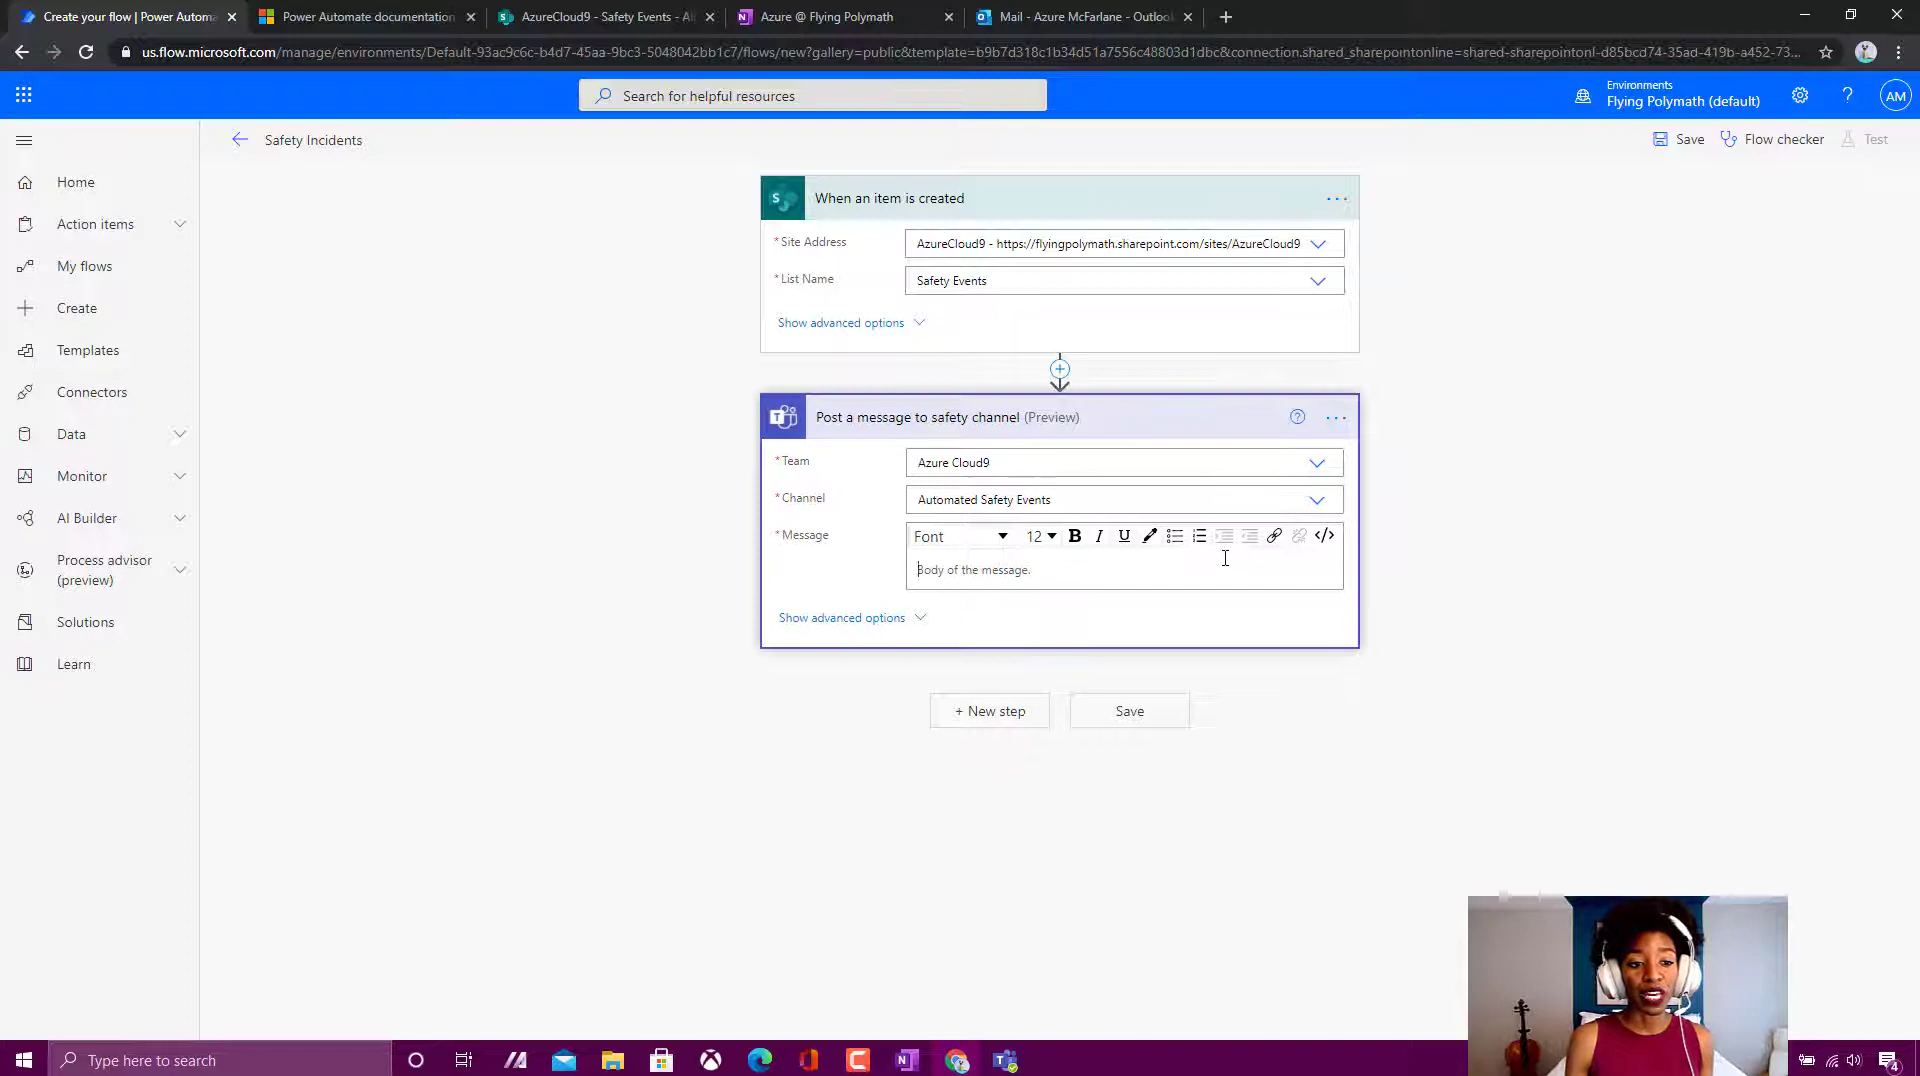 Create your flow | Power Automa
Power Automate documentation
AzureCloud9 - Safety Events - Al
Azure @ Flying Polymath
Mail - Azure McFarlane - Outlook
us.flow.microsoft.com/manage/environments/Default-93ac9c6c-b4d7-45aa-9bc3-5048042bb1c7/flows/new?gallery=public&template=b9b7d318c1b34d51a7556c48803d1dbc&connection.shared_sharepointonline=shared-sharepointonl-d85bcd74-35ad-419b-a452-73...
Search for helpful resources
Environments
Flying Polymath (default)
AM
Safety Incidents
Save
Flow checker
Test
Home
Action items
My flows
Create
Templates
Connectors
Data
Monitor
AI Builder
Process advisor
(preview)
Solutions
Learn
When an item is created
* Site Address
AzureCloud9 - https://flyingpolymath.sharepoint.com/sites/AzureCloud9
* List Name
Safety Events
Show advanced options
Post a message to safety channel (Preview)
* Team
Azure Cloud9
* Channel
Automated Safety Events
* Message
Font 12 B I U </>
Body of the message.
Show advanced options
+ New step
Save
Type here to search
4